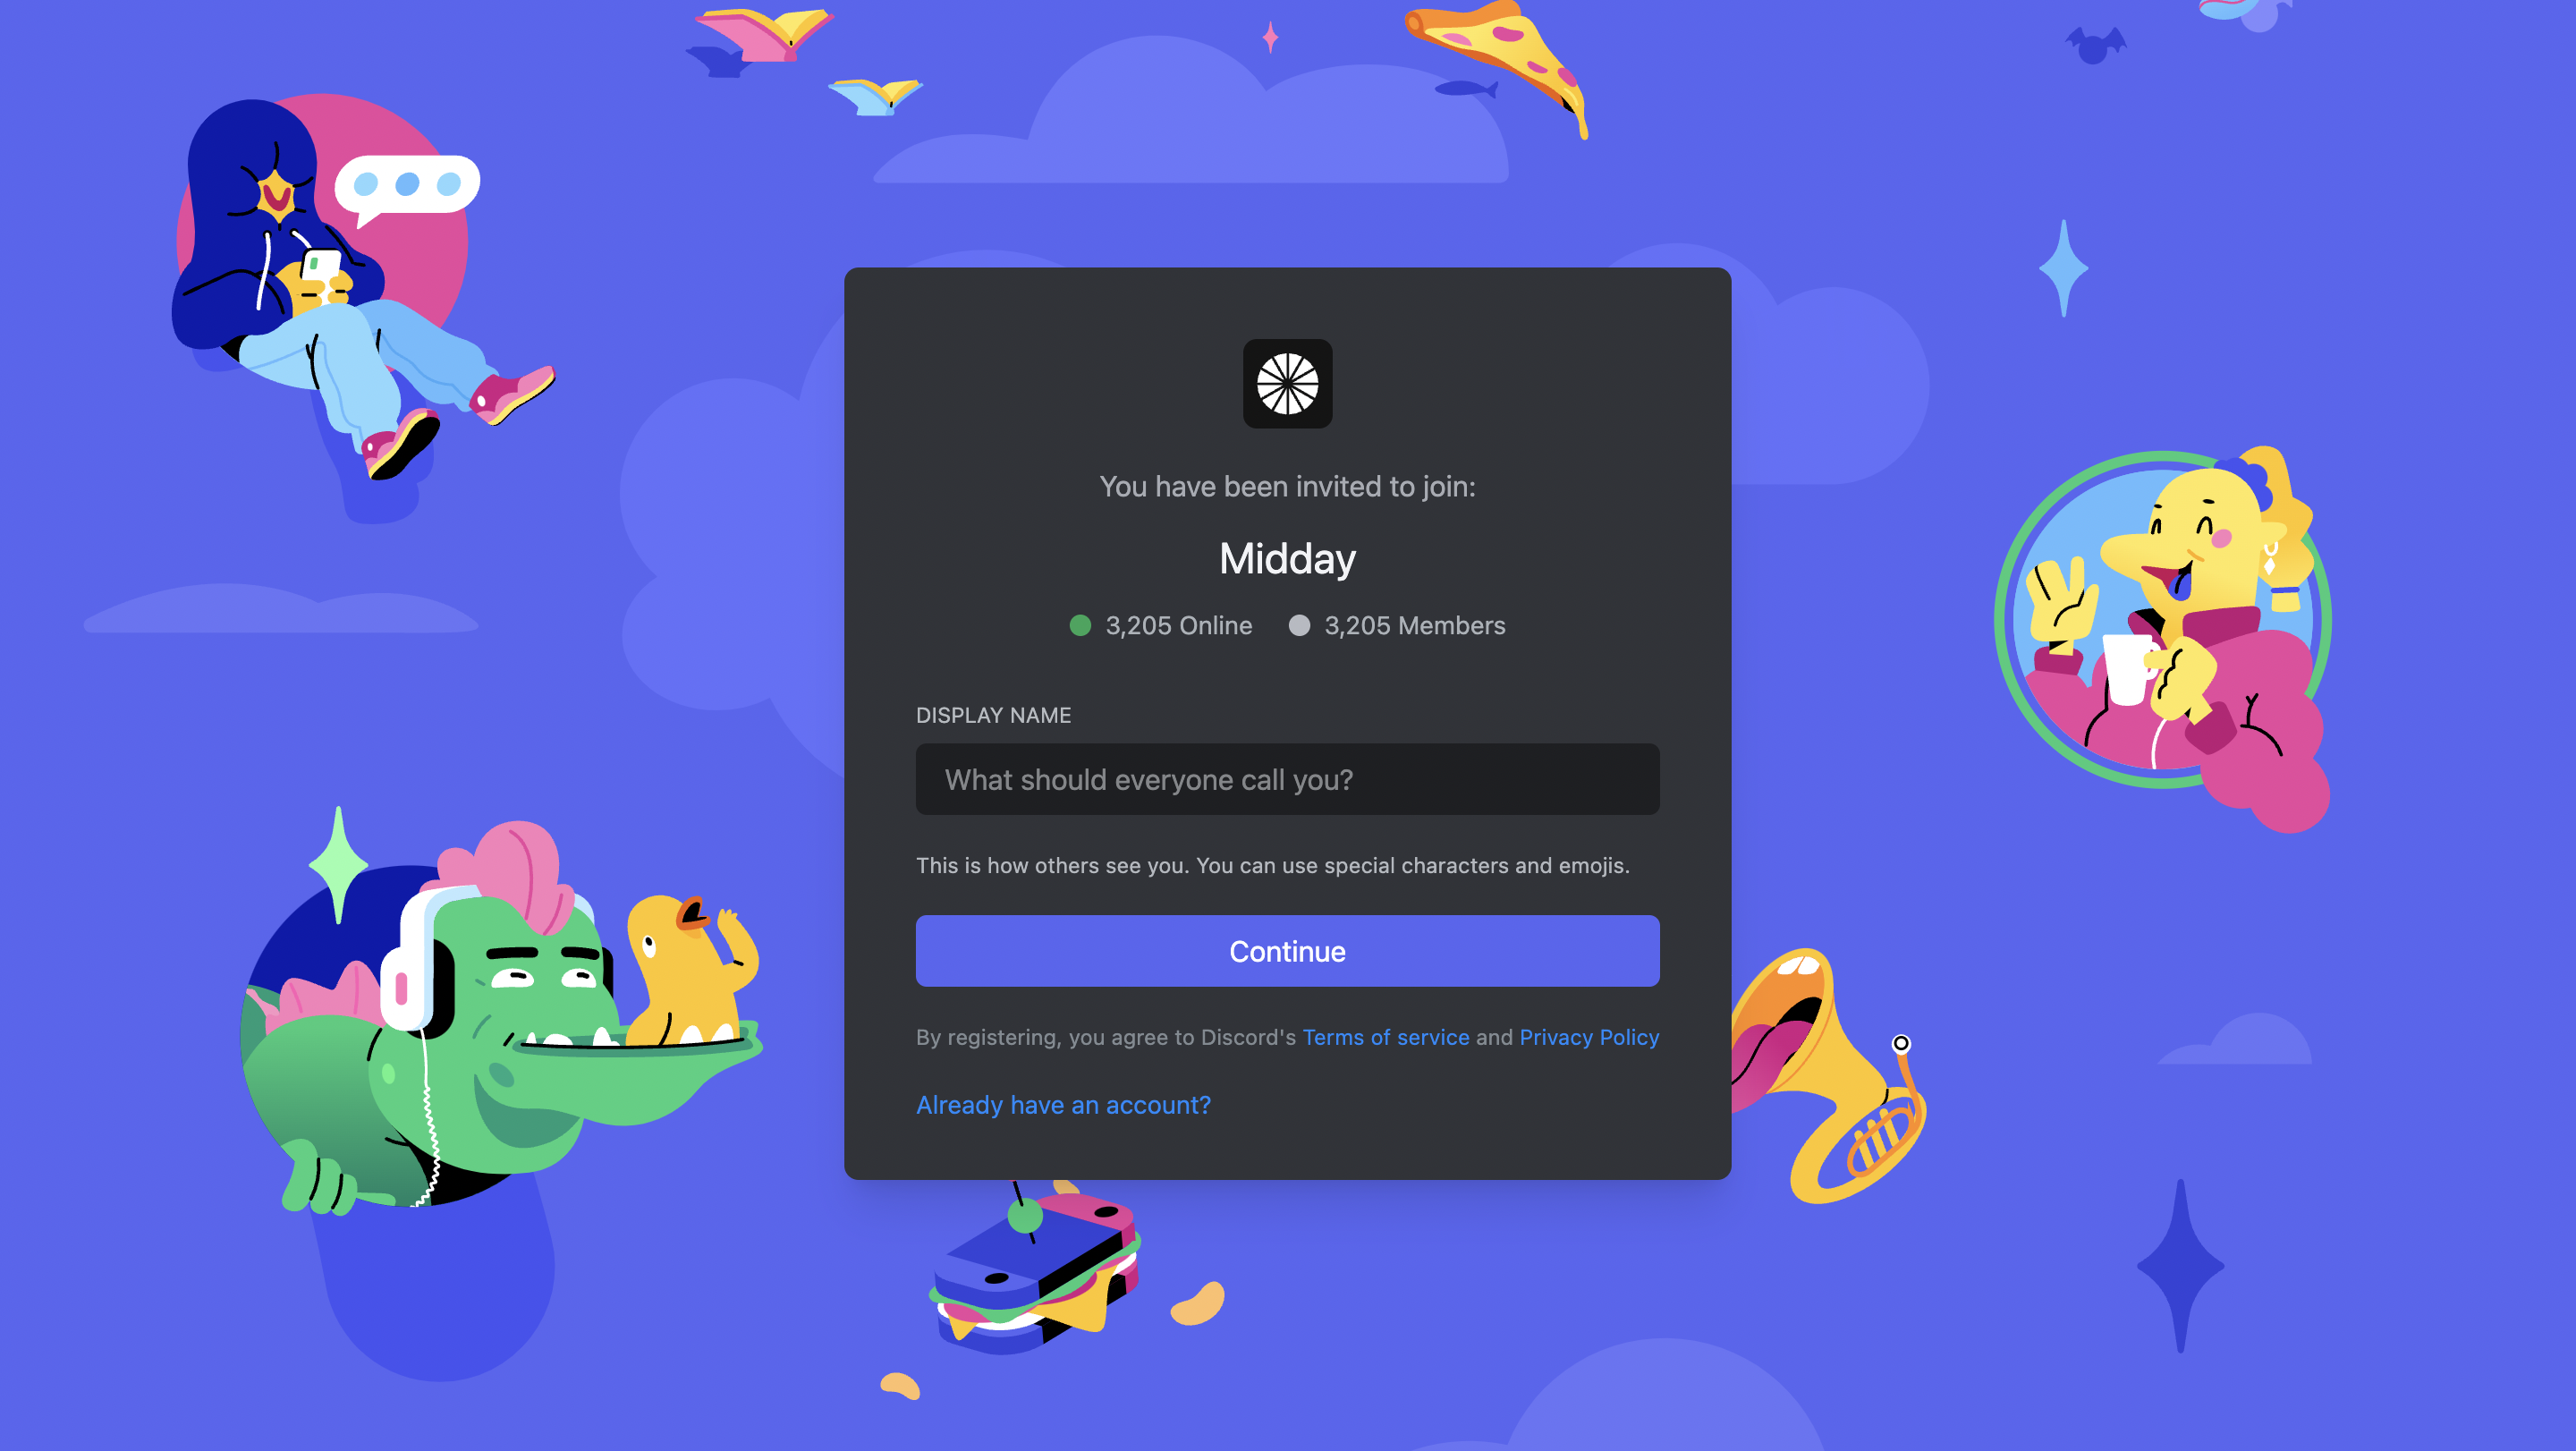 You have been invited to join:
Midday
3,205 Online 3,205 Members
DISPLAY NAME
What should everyone call you?
This is how others see you. You can use special characters and emojis.
Continue
By registering, you agree to Discord's Terms of service and Privacy Policy
Already have an account?